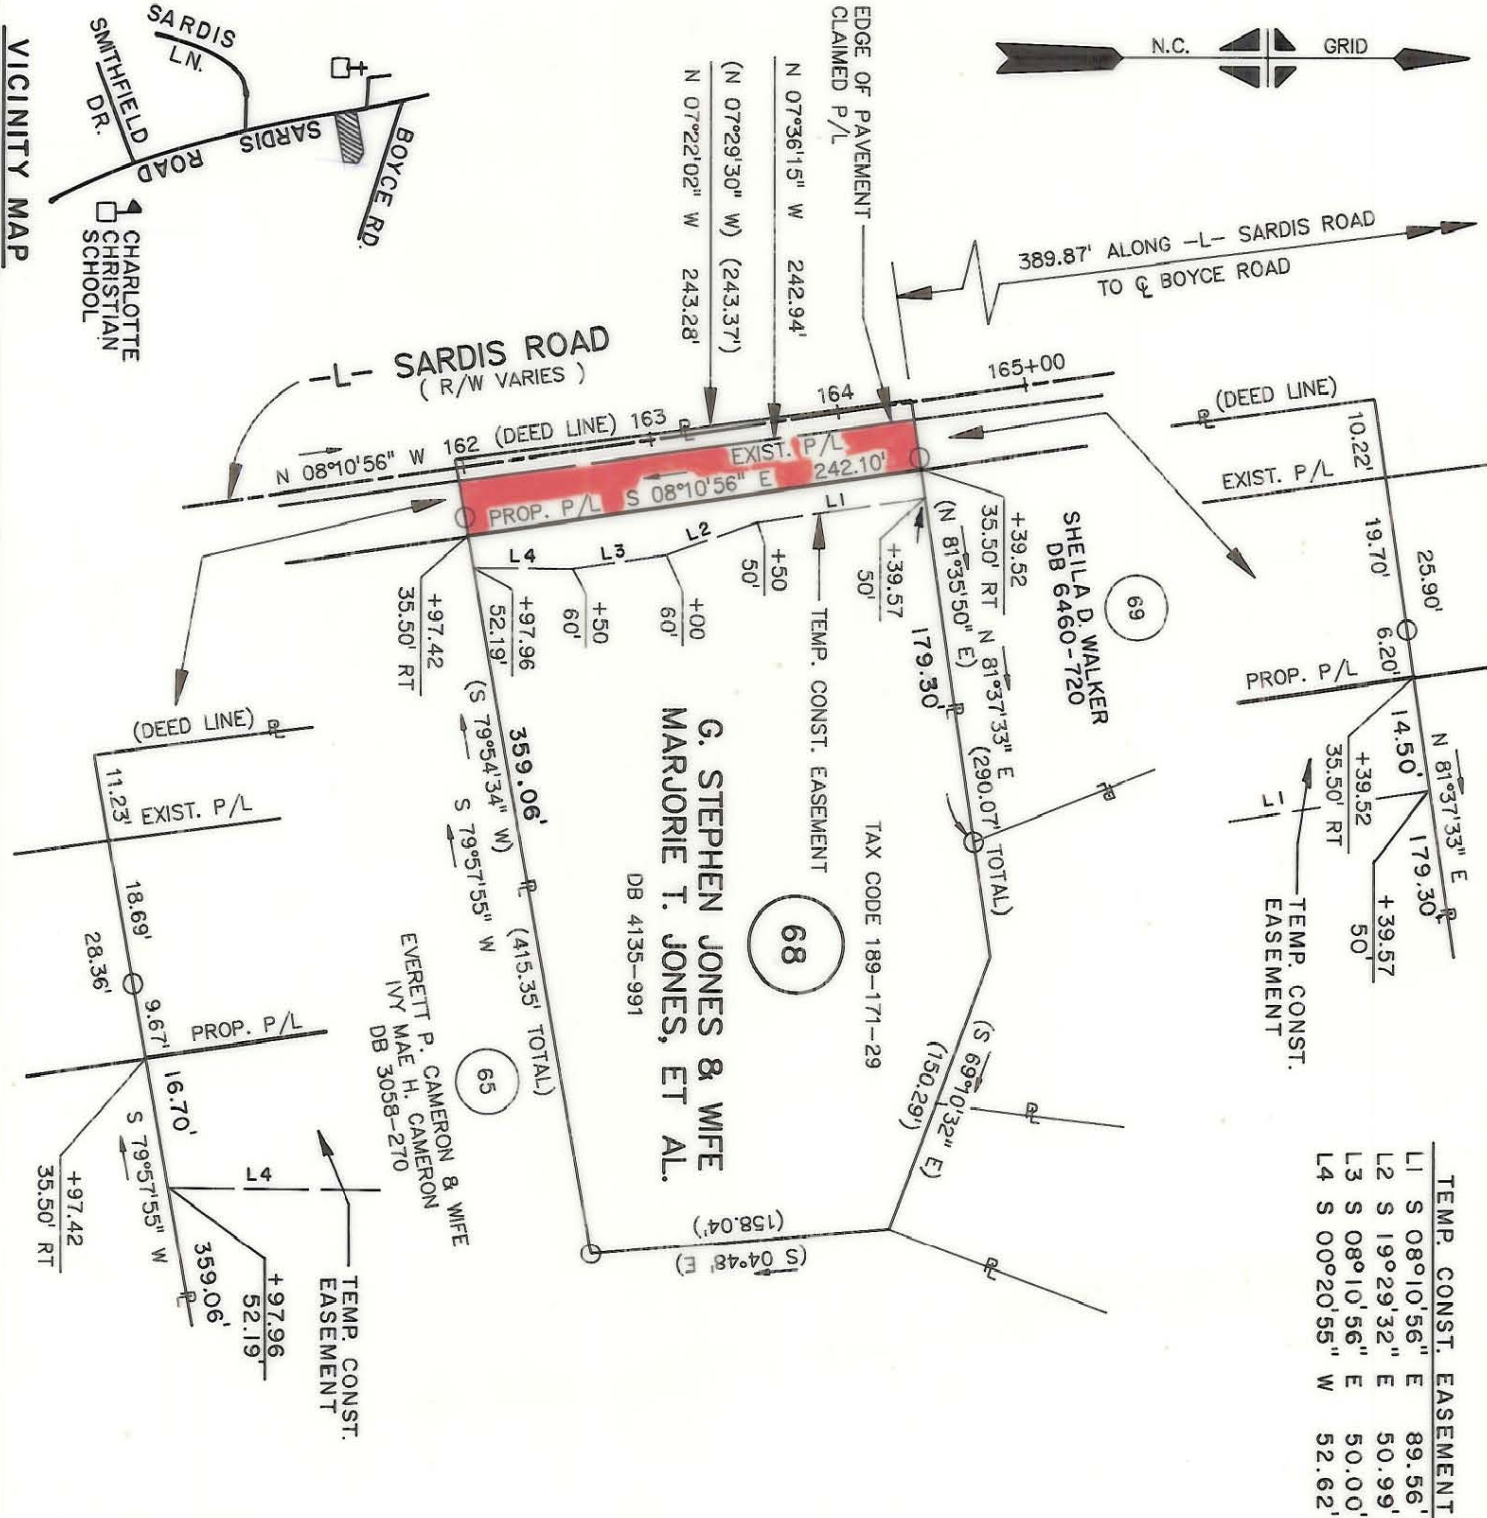 N.C. GRID
EDGE OF PAVEMENT
CLAIMED P/L
N 07°36'15" W 242.94'
(N 07°29'30" W) (243.37')
N 07°22'02" W 243.28'
389.87' ALONG -L- SARDIS ROAD
TO ℄ BOYCE ROAD
SARDIS
LN.
SMITHFIELD
DR.
SARDIS
ROAD
BOYCE RD.
CHARLOTTE
CHRISTIAN
SCHOOL
VICINITY MAP
-L- SARDIS ROAD
( R/W VARIES )
N 08°10'56" W
162
(DEED LINE)
163
164
165+00
EXIST. P/L
S 08°10'56" E
242.10'
PROP. P/L
L1
L2
L3
L4
+39.52
35.50' RT
+39.57
50'
+50
50'
+00
60'
+50
60'
+97.96
52.19'
+97.42
35.50' RT
TEMP. CONST. EASEMENT
(N 81°35'50" E)
N 81°37'33" E
179.30'
(290.07' TOTAL)
69
SHEILA D. WALKER
DB 6460-720
TAX CODE 189-171-29
68
G. STEPHEN JONES & WIFE
MARJORIE T. JONES, ET AL.
DB 4135-991
359.06'
(S 79°54'34" W)
S 79°57'55" W
(415.35' TOTAL)
65
EVERETT P. CAMERON & WIFE
IVY MAE H. CAMERON
DB 3058-270
(S 69°10'32" E)
(150.29')
(158.04')
(S 04°48' E)
(DEED LINE)
10.22'
EXIST. P/L
19.70'
25.90'
6.20'
PROP. P/L
14.50'
N 81°37'33" E
179.30'
+39.52
35.50' RT
+39.57
50'
L1
TEMP. CONST.
EASEMENT
(DEED LINE)
11.23'
EXIST. P/L
18.69'
28.36'
9.67'
PROP. P/L
16.70'
S 79°57'55" W
359.06'
L4
+97.42
35.50' RT
+97.96
52.19'
TEMP. CONST.
EASEMENT
TEMP. CONST. EASEMENT
L1 S 08°10'56" E 89.56'
L2 S 19°29'32" E 50.99'
L3 S 08°10'56" E 50.00'
L4 S 00°20'55" W 52.62'